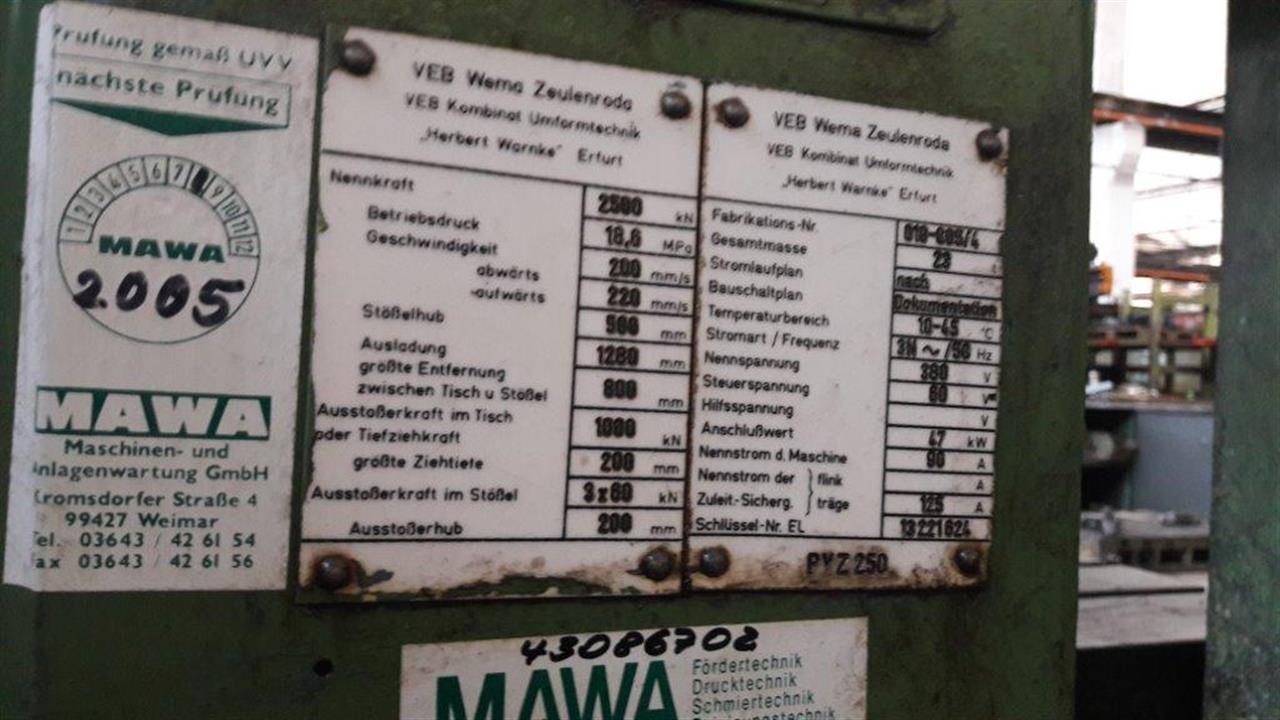 Prüfung gemäß UVV
nächste Prüfung
1 2 3 4 5 6 7 9 10 11 12
MAWA
2005
MAWA
Maschinen- und
Anlagenwartung GmbH
Kromsdorfer Straße 4
99427 Weimar
Tel. 03643 / 42 61 54
Fax 03643 / 42 61 56
VEB Wema Zeulenroda
VEB Kombinat Umformtechnik
„Herbert Warnke" Erfurt
Nennkraft 2500 kN
Betriebsdruck 18,6 MPa
Geschwindigkeit
abwärts 200 mm/s
-aufwärts 220 mm/s
Stößelhub 500 mm
Ausladung 1280 mm
größte Entfernung
zwischen Tisch u Stößel 800 mm
Ausstoßerkraft im Tisch
oder Tiefziehkraft 1000 kN
größte Ziehtiefe 200 mm
Ausstoßerkraft im Stößel 3x60 kN
Ausstoßerhub 200 mm
VEB Wema Zeulenroda
VEB Kombinat Umformtechnik
„Herbert Warnke" Erfurt
Fabrikations-Nr.
Gesamtmasse 23 t
Stromlaufplan nach
Bauschaltplan Dokumentation
Temperaturbereich 10-45 °C
Stromart / Frequenz 3N ~ /50 Hz
Nennspannung 380 V
Steuerspannung V
Hilfsspannung V
Anschlußwert 47 kW
Nennstrom d. Maschine 90 A
Nennstrom der flink A
Zuleit.-Sicherg. träge 125 A
Schlüssel-Nr. EL 13221624
PYZ 250
43086702
MAWA
Fördertechnik
Drucktechnik
Schmiertechnik